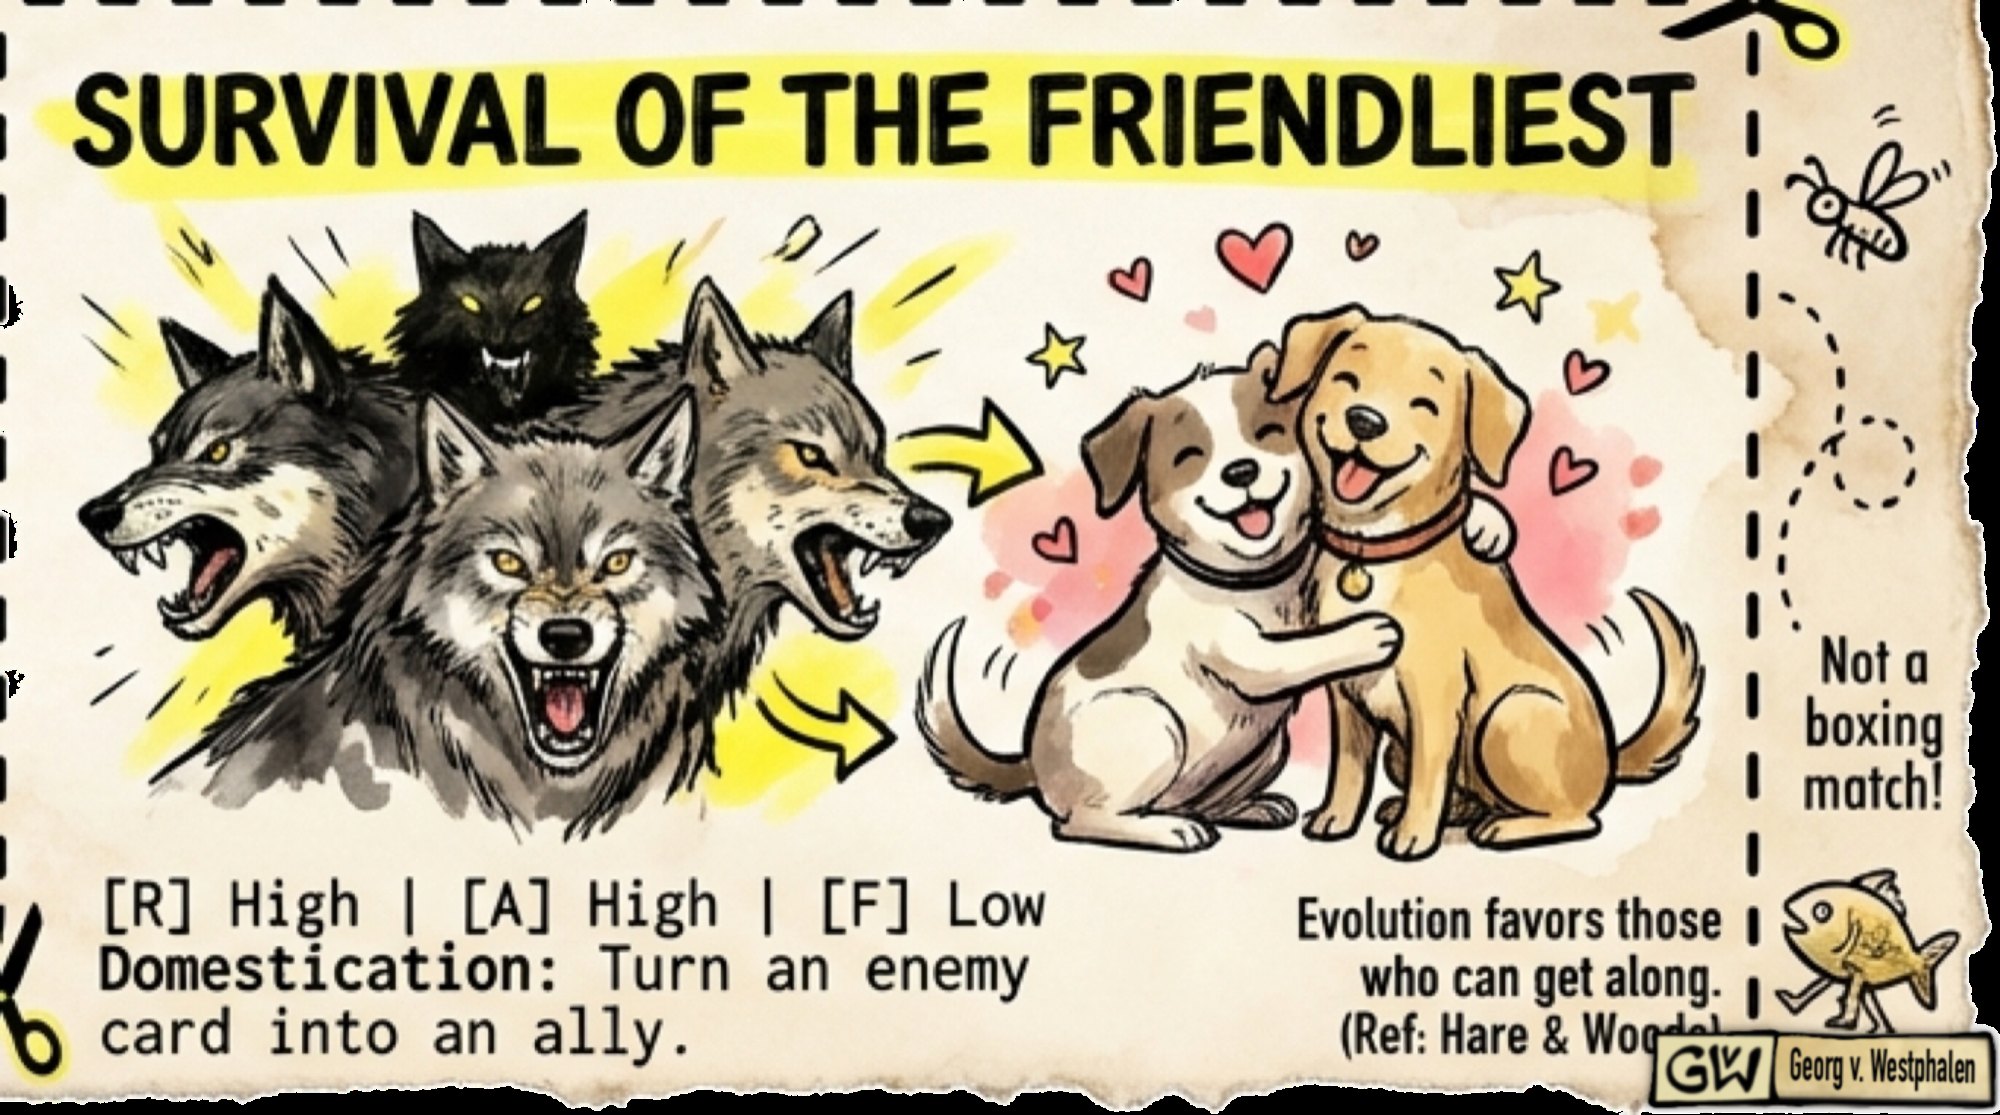 SURVIVAL OF THE FRIENDLIEST
[R] High | [A] High | [F] Low
Domestication: Turn an enemy
card into an ally.
Evolution favors those
who can get along.
(Ref: Hare &
Not a
boxing
match!
GvW
Georg v. Westphalen